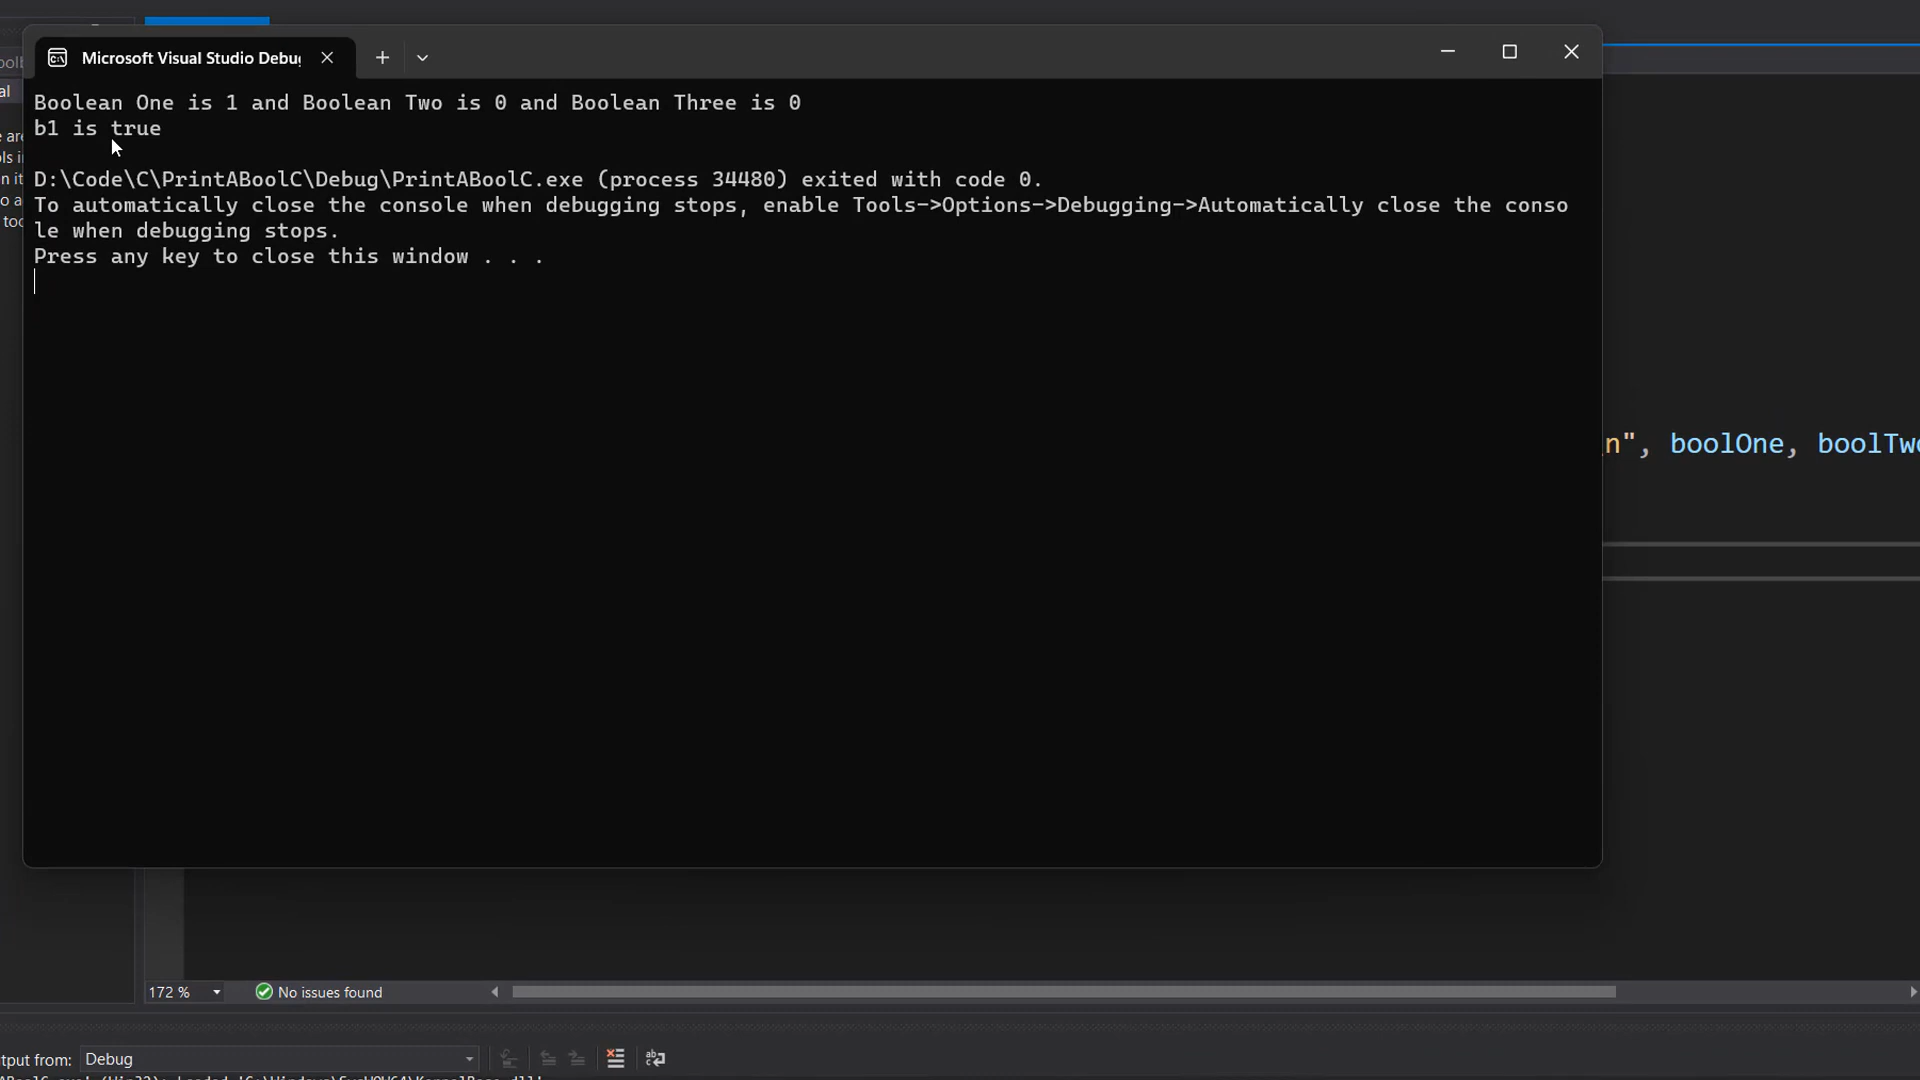 Microsoft Visual Studio Debu
Boolean One is 1 and Boolean Two is 0 and Boolean Three is 0
b1 is true
D:\Code\C\PrintABoolC\Debug\PrintABoolC.exe (process 34480) exited with code 0.
To automatically close the console when debugging stops, enable Tools->Options->Debugging->Automatically close the conso
le when debugging stops.
Press any key to close this window . . .
n", boolOne, boolTwo
172 %
No issues found
tput from: Debug